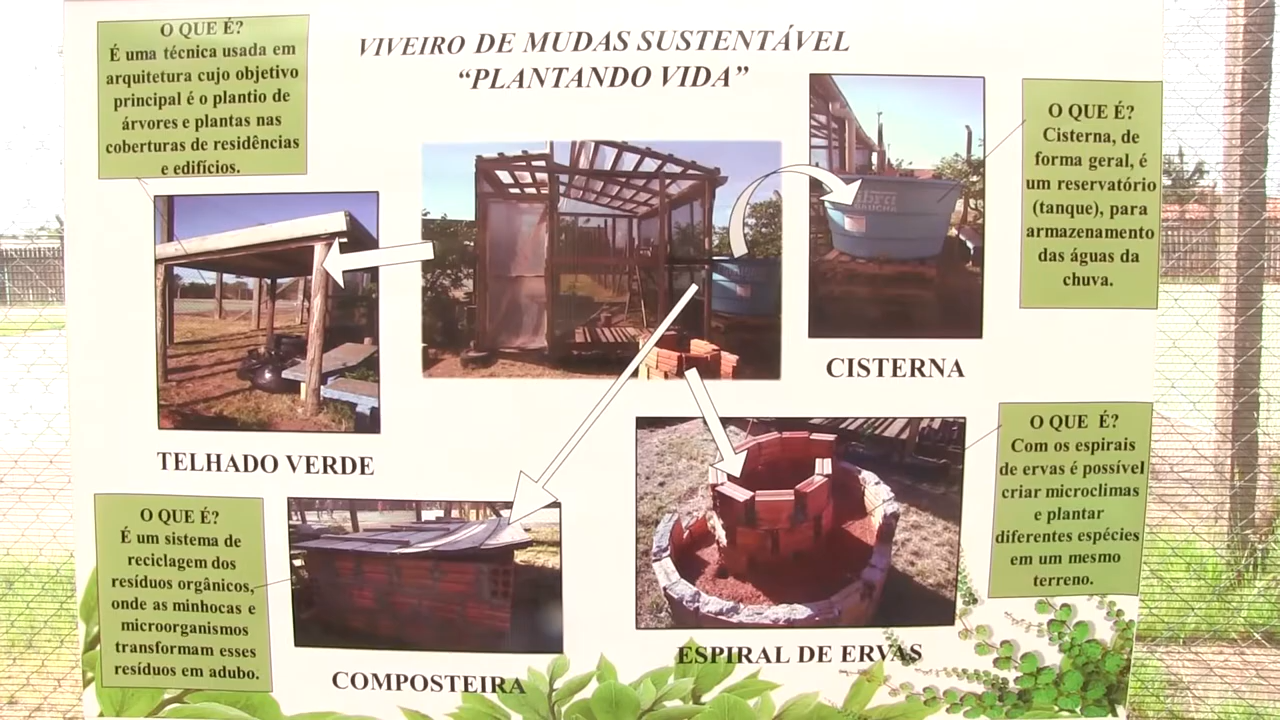 VIVEIRO DE MUDAS SUSTENTÁVEL
“PLANTANDO VIDA”
O QUE É?
É uma técnica usada em
arquitetura cujo objetivo
principal é o plantio de
árvores e plantas nas
coberturas de residências
e edifícios.
TELHADO VERDE
O QUE É?
Cisterna, de
forma geral, é
um reservatório
(tanque), para
armazenamento
das águas da
chuva.
CISTERNA
O QUE É?
É um sistema de
reciclagem dos
resíduos orgânicos,
onde as minhocas e
microorganismos
transformam esses
resíduos em adubo.
COMPOSTEIRA
O QUE É?
Com os espirais
de ervas é possível
criar microclimas
e plantar
diferentes espécies
em um mesmo
terreno.
ESPIRAL DE ERVAS